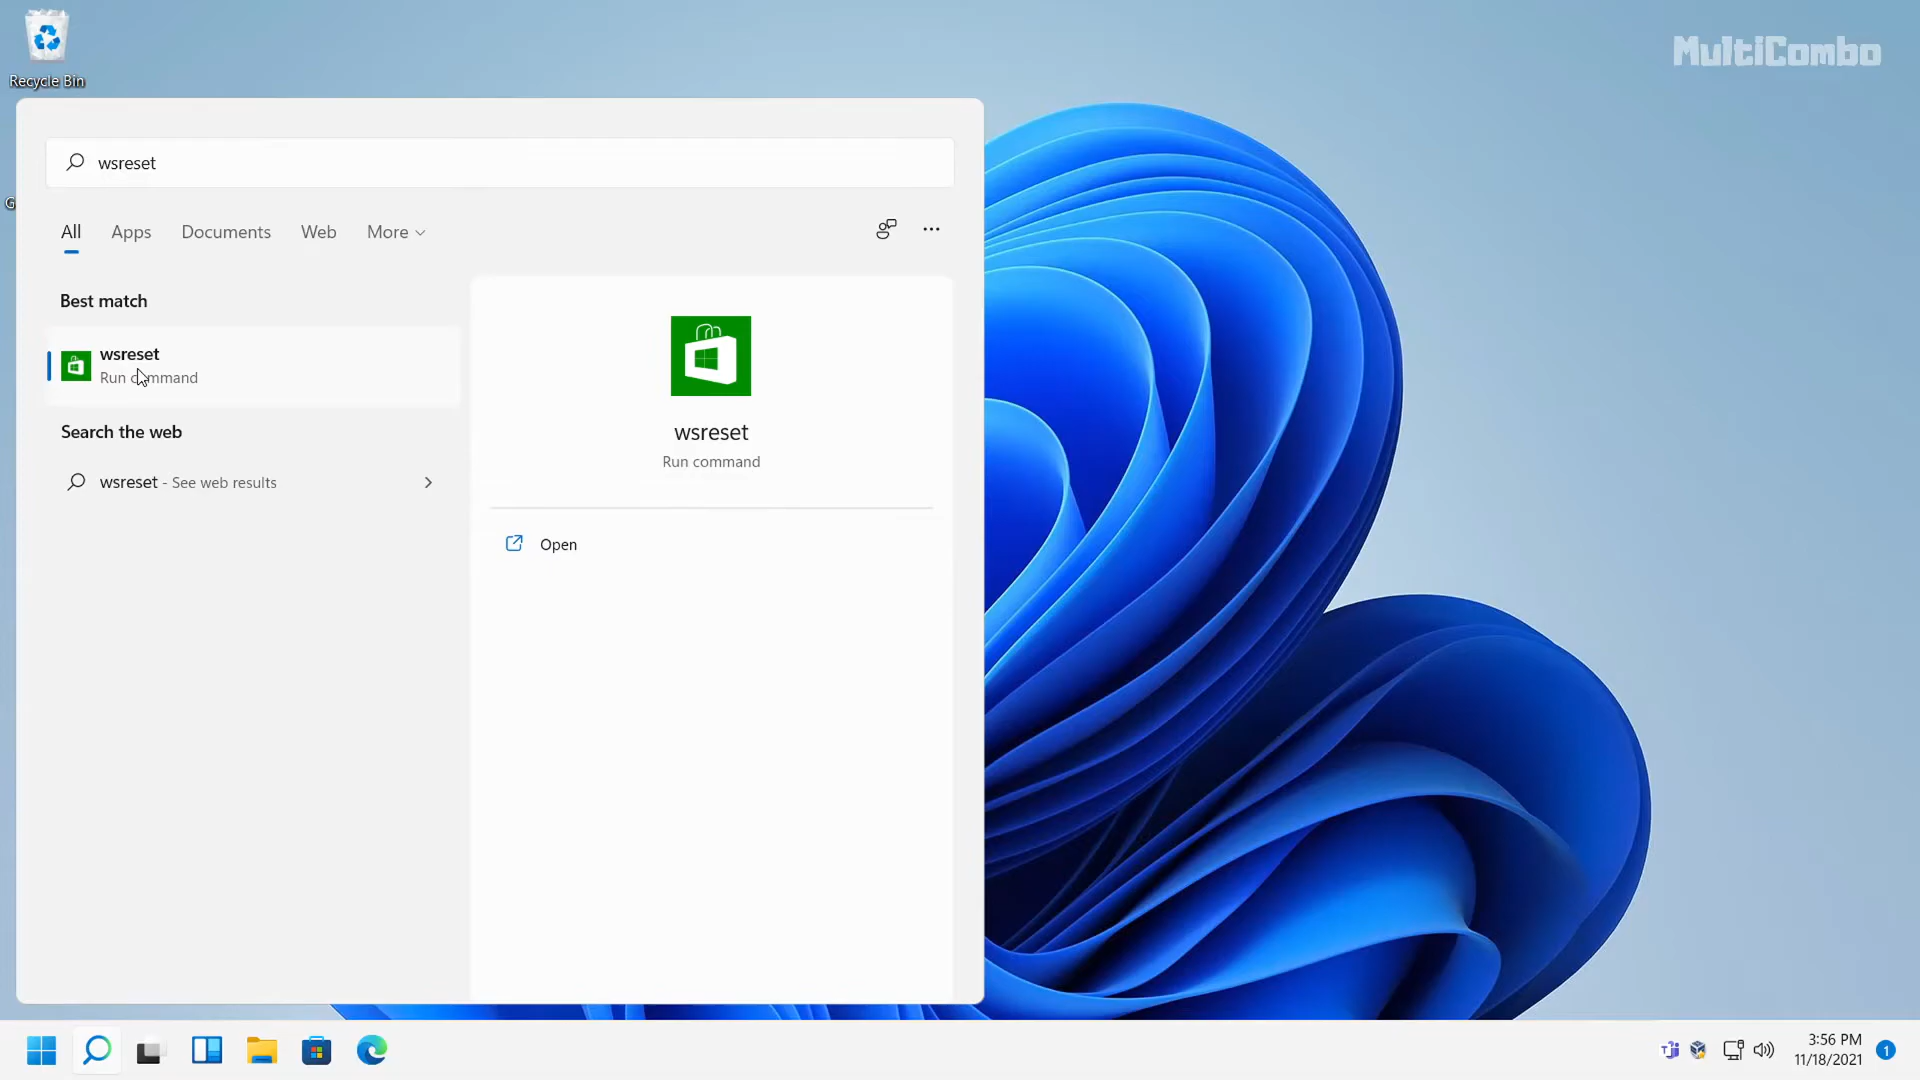 Recycle Bin
MultiCombo
G
wsreset
All Apps Documents Web More
Best match
wsreset
Run command
Search the web
wsreset - See web results
wsreset
Run command
Open
3:56 PM
11/18/2021
1